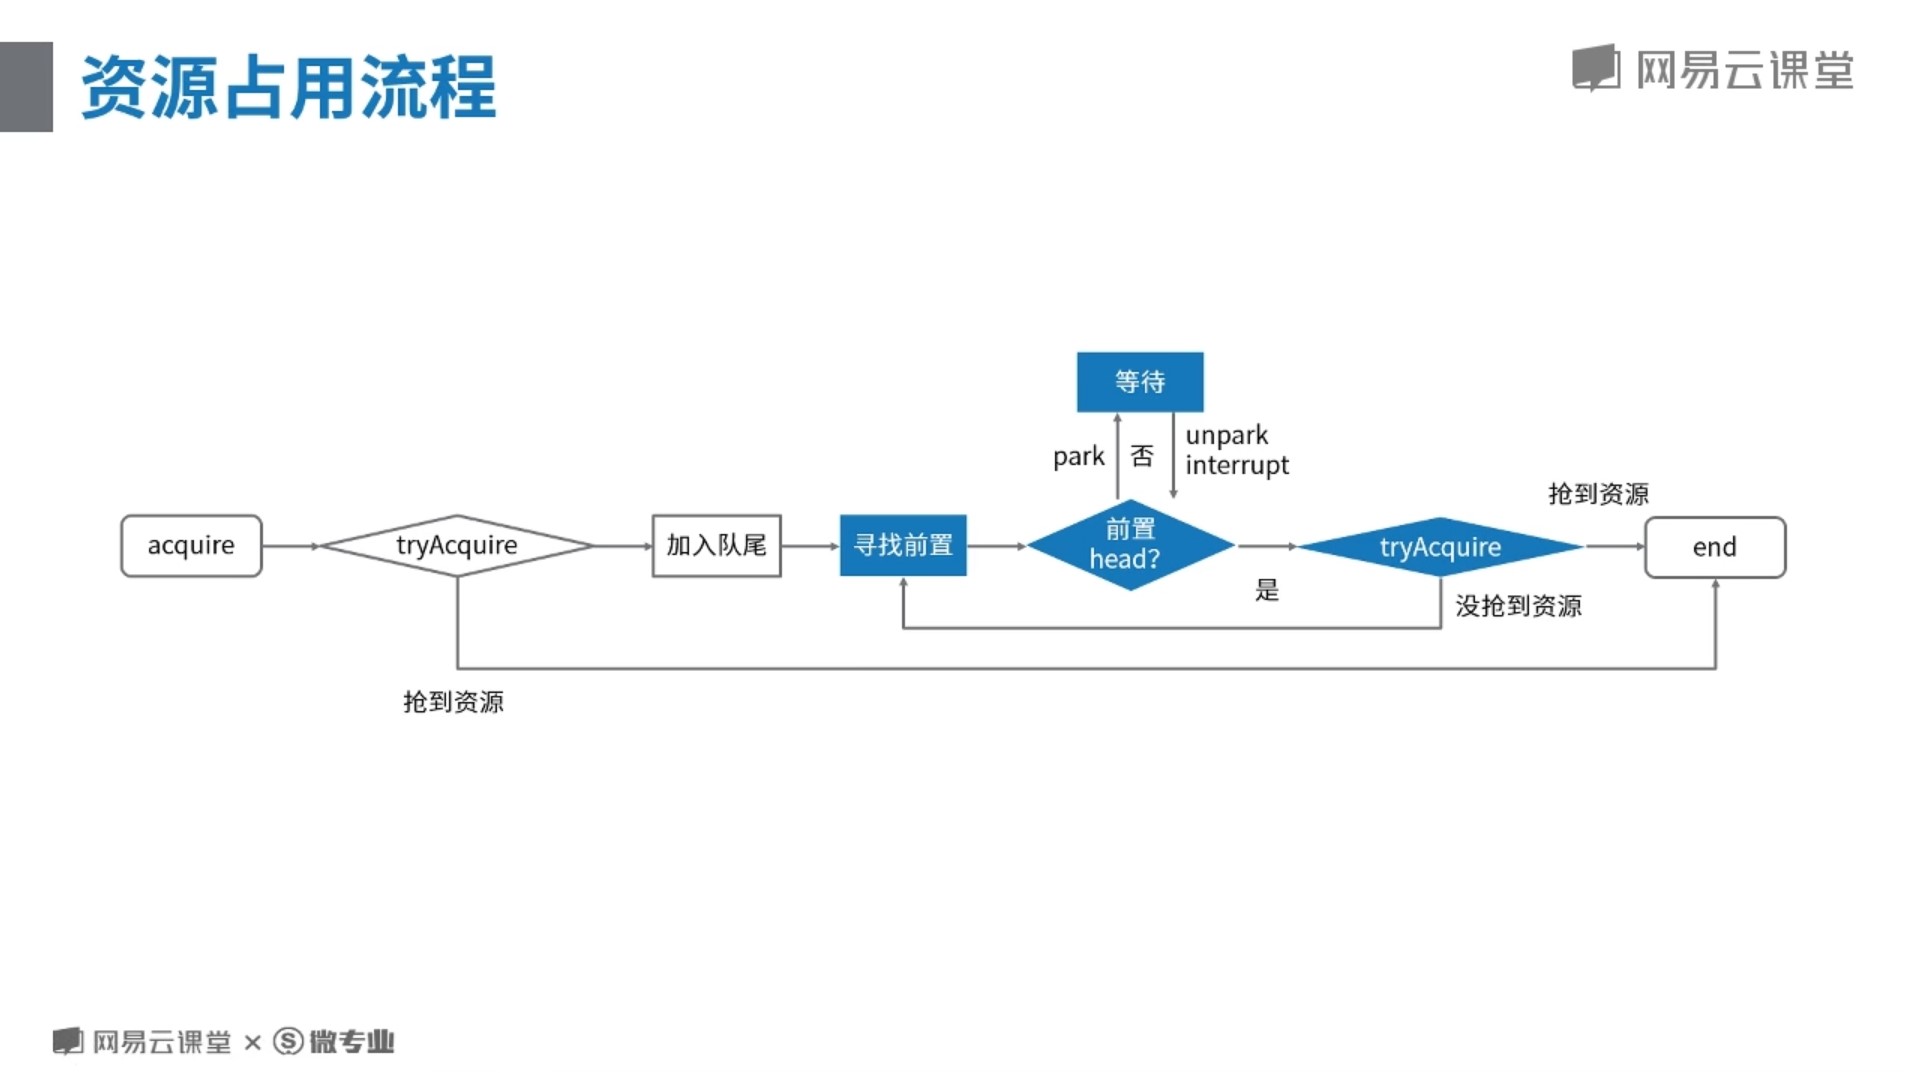 资源占用流程
网易云课堂
等待
park
否
unpark
interrupt
抢到资源
acquire
tryAcquire
加入队尾
寻找前置
前置
head?
是
tryAcquire
没抢到资源
end
抢到资源
网易云课堂 × S 微专业